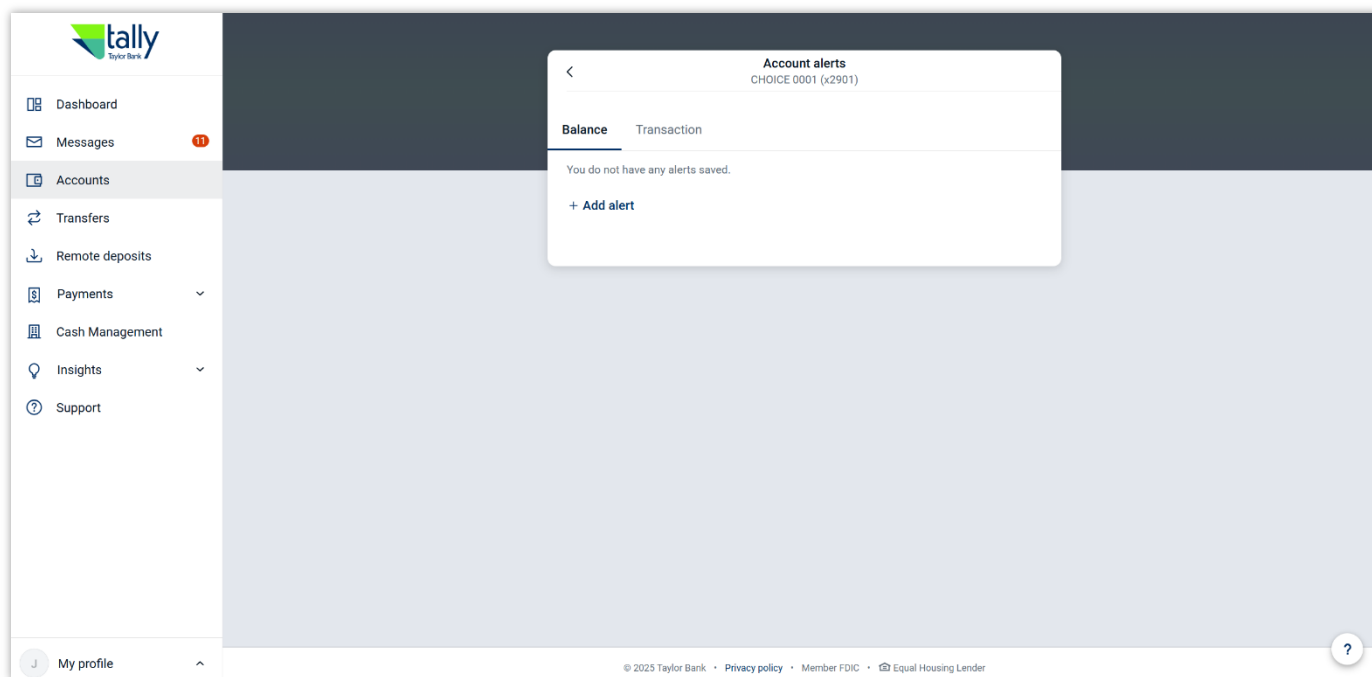 tally
Taylor Bank
Dashboard
Messages 11
Accounts
Transfers
Remote deposits
Payments
Cash Management
Insights
Support
J My profile
Account alerts
CHOICE 0001 (x2901)
Balance Transaction
You do not have any alerts saved.
+ Add alert
?
© 2025 Taylor Bank • Privacy policy • Member FDIC • Equal Housing Lender